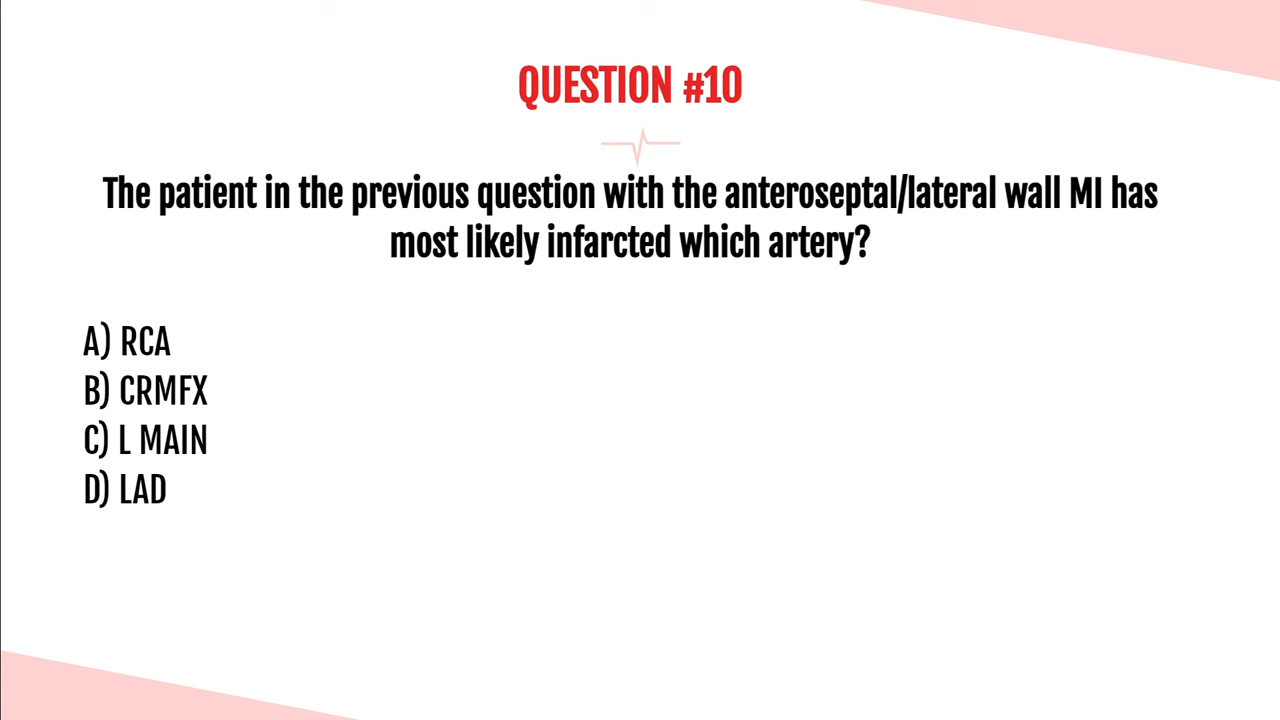 QUESTION #10
The patient in the previous question with the anteroseptal/lateral wall MI has
most likely infarcted which artery?
A) RCA
B) CRMFX
C) L MAIN
D) LAD